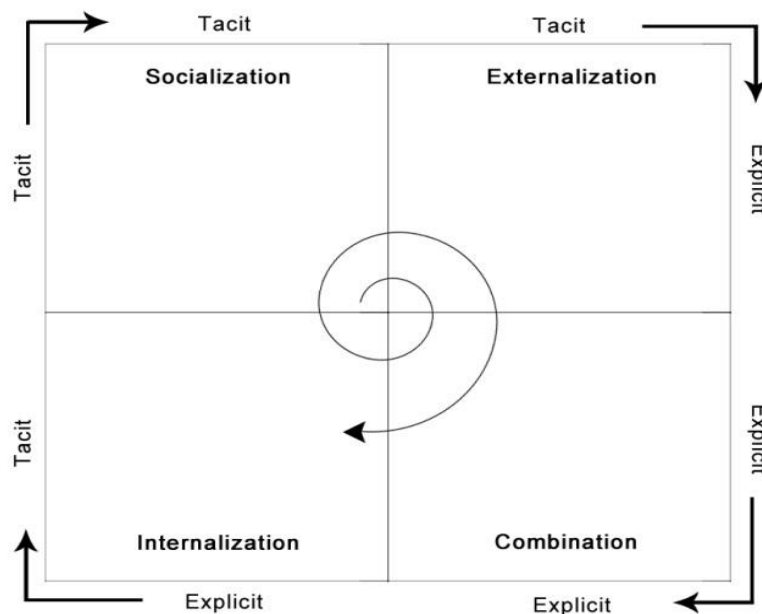 Tacit
Tacit
Socialization
Externalization
Tacit
Explicit
Tacit
Explicit
Internalization
Combination
Explicit
Explicit